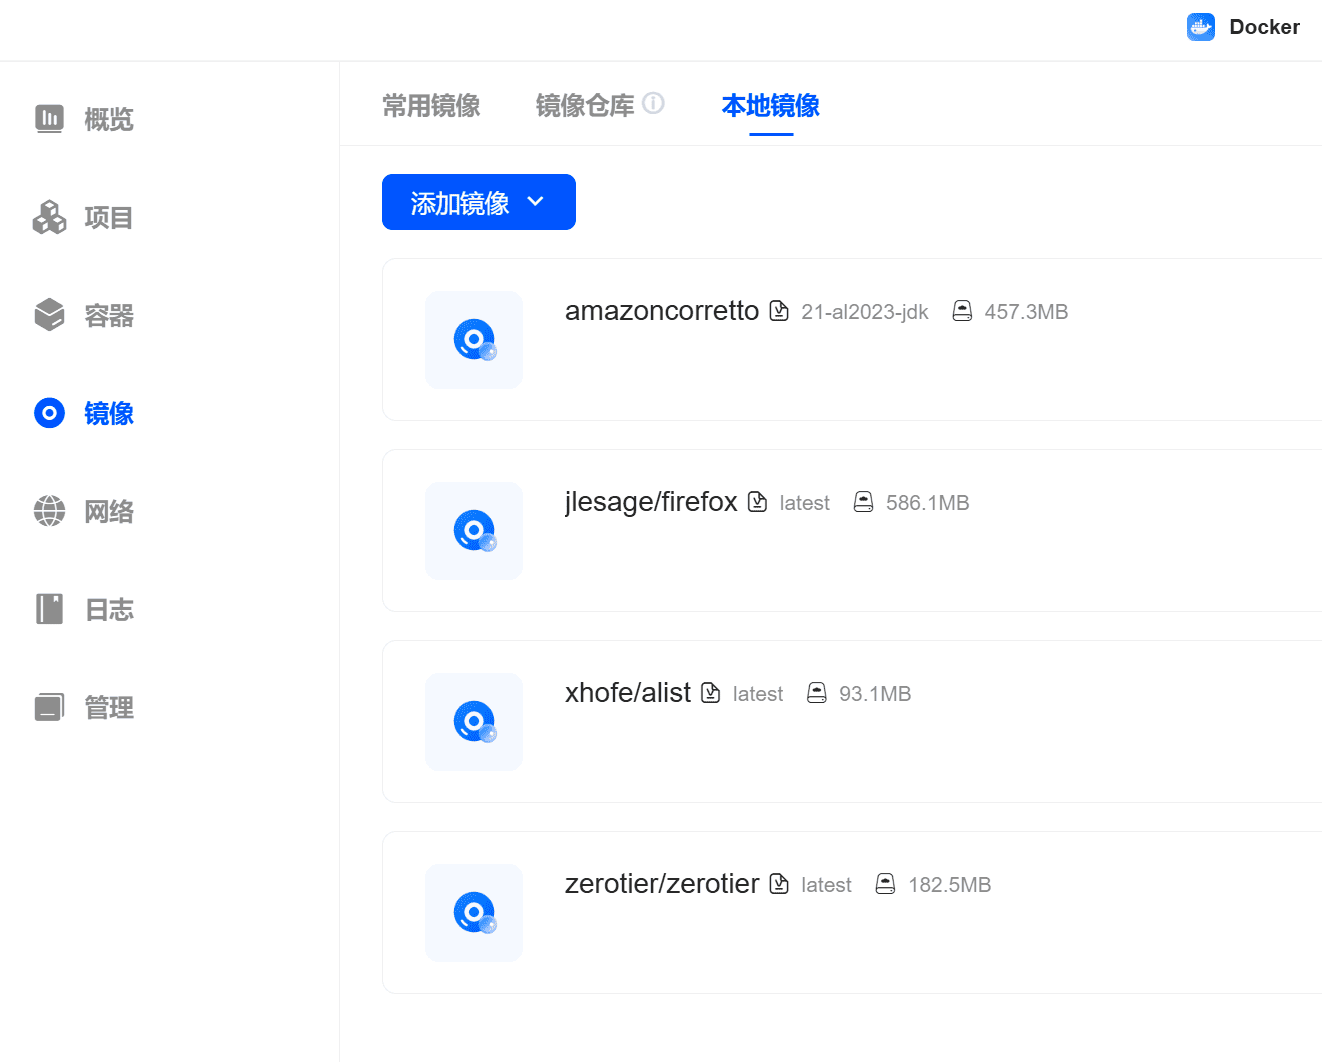 Docker
概览
项目
容器
镜像
网络
日志
管理
常用镜像 镜像仓库 本地镜像
添加镜像
amazoncorretto 21-al2023-jdk 457.3MB
jlesage/firefox latest 586.1MB
xhofe/alist latest 93.1MB
zerotier/zerotier latest 182.5MB